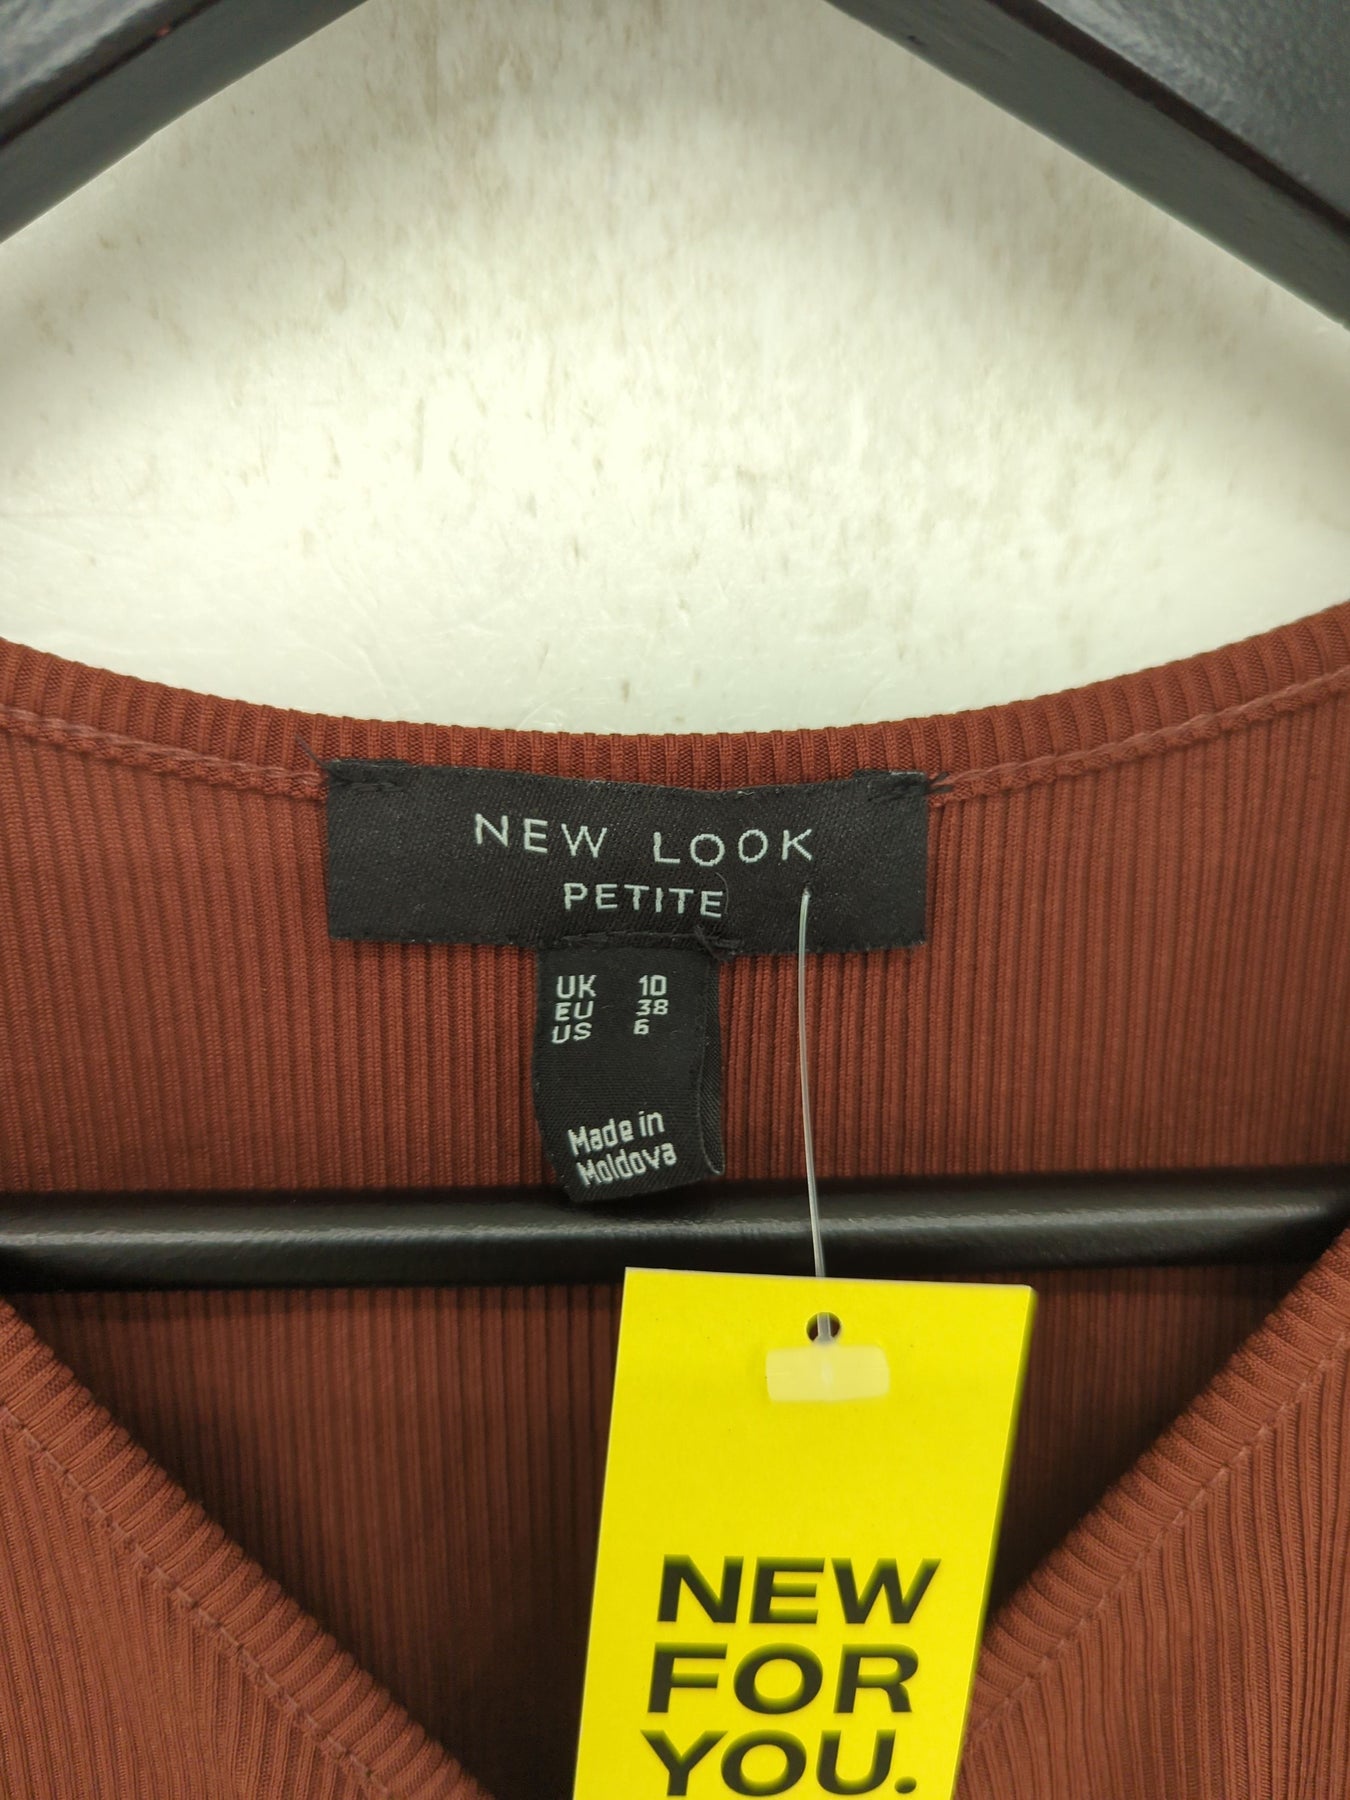 NEW LOOK
PETITE
UK 10
EU 38
US 6
Made in
Moldova
NEW
FOR
YOU.